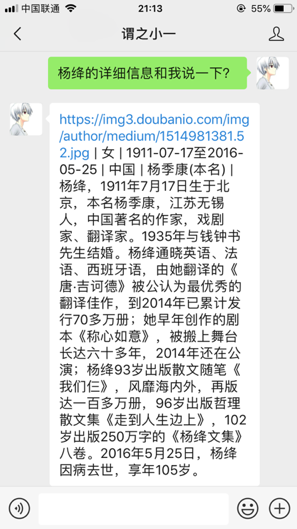 中国联通
21:13
55%
谓之小一
杨绛的详细信息和我说一下?
https://img3.doubanio.com/img
/author/medium/1514981381.5
2.jpg | 女 | 1911-07-17至2016-
05-25 | 中国 | 杨季康(本名) |
杨绛，1911年7月17日生于北
京，本名杨季康，江苏无锡
人，中国著名的作家，戏剧
家、翻译家。1935年与钱钟书
先生结婚。杨绛通晓英语、法
语、西班牙语，由她翻译的《
唐·吉诃德》被公认为最优秀的
翻译佳作，到2014年已累计发
行70多万册；她早年创作的剧
本《称心如意》，被搬上舞台
长达六十多年，2014年还在公
演；杨绛93岁出版散文随笔《
我们仨》，风靡海内外，再版
达一百多万册，96岁出版哲理
散文集《走到人生边上》，102
岁出版250万字的《杨绛文集》
八卷。2016年5月25日，杨绛
因病去世，享年105岁。